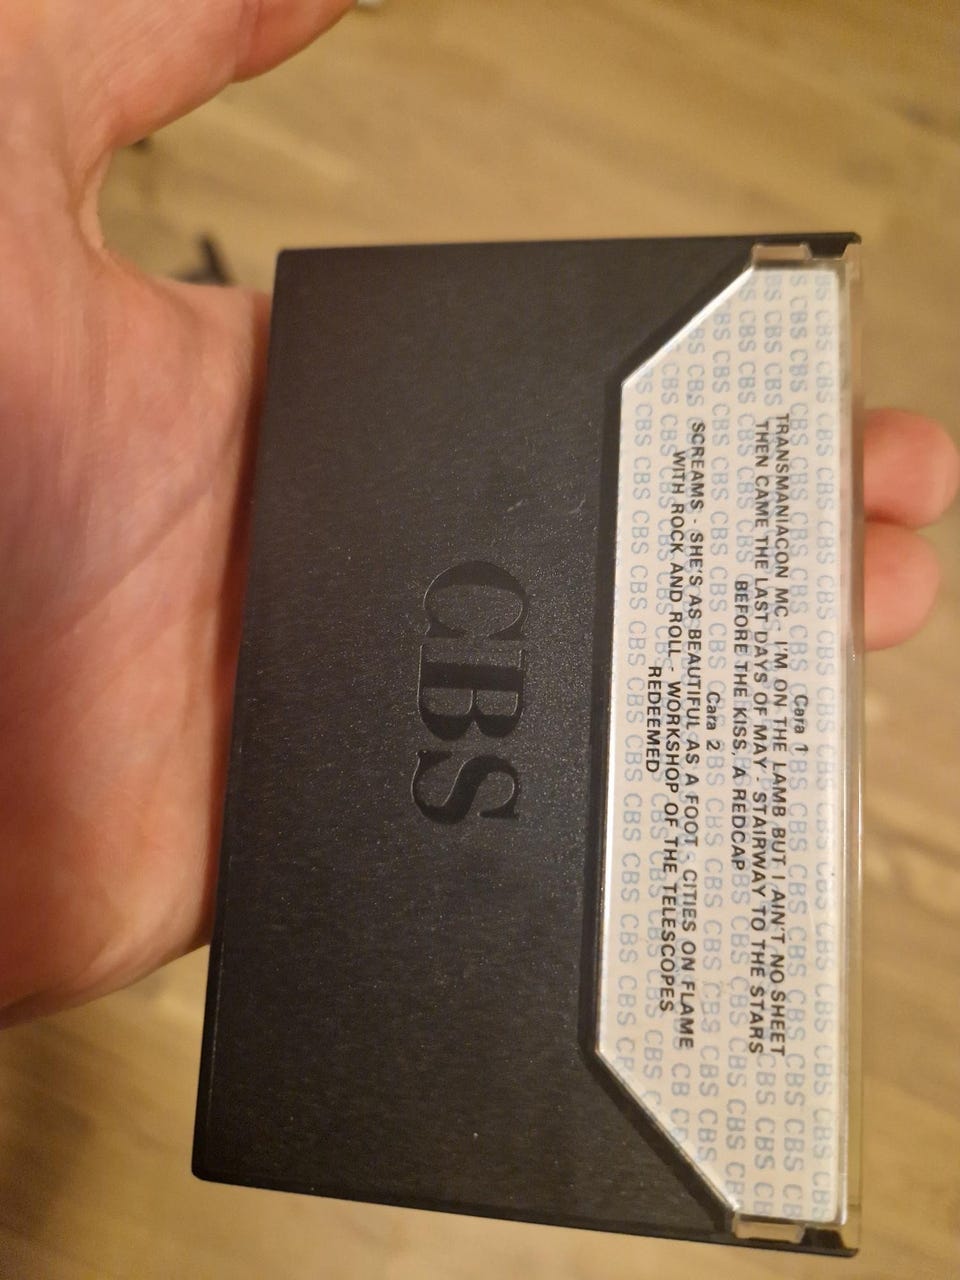 Cara 1
TRANSMANIACON MC - I'M ON THE LAMB BUT I AIN'T NO SHEET
THEN CAME THE LAST DAYS OF MAY - STAIRWAY TO THE STARS
BEFORE THE KISS, A REDCAP
Cara 2
SCREAMS - SHE'S AS BEAUTIFUL AS A FOOT - CITIES ON FLAME
WITH ROCK AND ROLL - WORKSHOP OF THE TELESCOPES
REDEEMED
CBS